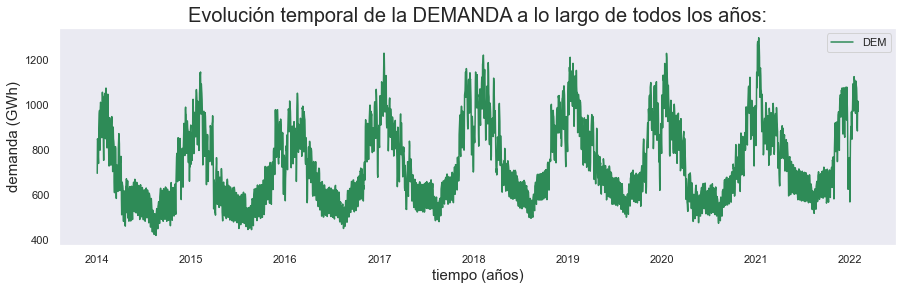 Evolución temporal de la DEMANDA a lo largo de todos los años:
DEM
demanda (GWh)
1200
1000
800
600
400
2014 2015 2016 2017 2018 2019 2020 2021 2022
tiempo (años)